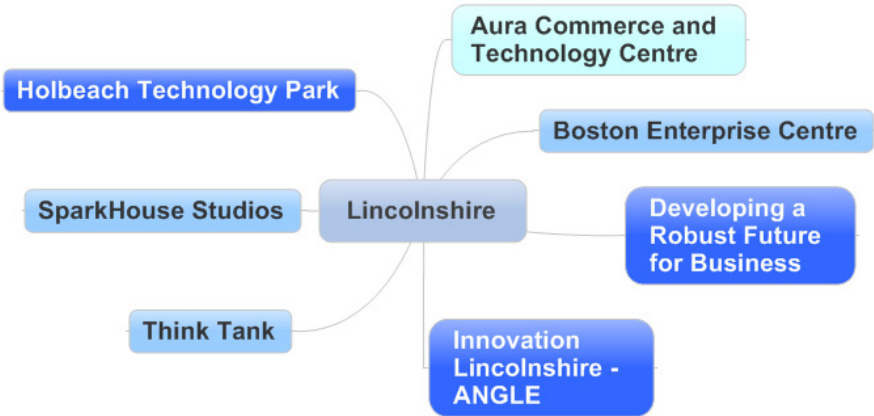 Aura Commerce and
Technology Centre
Holbeach Technology Park
Boston Enterprise Centre
SparkHouse Studios
Lincolnshire
Developing a
Robust Future
for Business
Think Tank
Innovation
Lincolnshire -
ANGLE